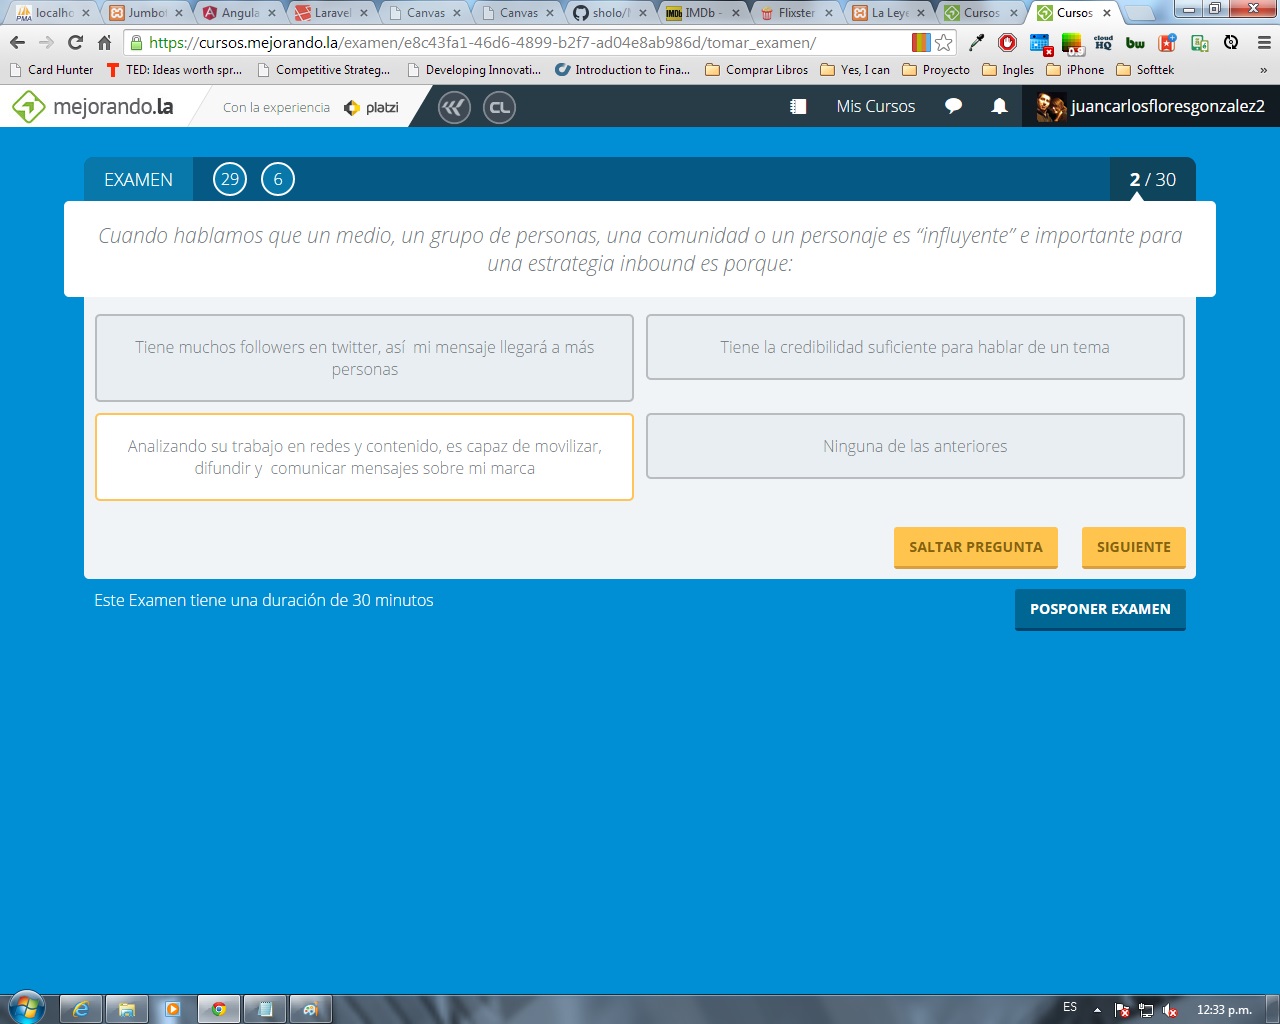 localho
Jumbo
Angula
Laravel
Canvas
Canvas
sholo/
IMDb -
Flixster
La Leye
Cursos
Cursos
https://cursos.mejorando.la/examen/e8c43fa1-46d6-4899-b2f7-ad04e8ab986d/tomar_examen/
Card Hunter
TED: Ideas worth spr...
Competitive Strateg...
Developing Innovati...
Introduction to Fina...
Comprar Libros
Yes, I can
Proyecto
Ingles
iPhone
Softtek
»
mejorando.la
Con la experiencia
platzi
CL
Mis Cursos
juancarlosfloresgonzalez2
EXAMEN
29
6
2 / 30
Cuando hablamos que un medio, un grupo de personas, una comunidad o un personaje es “influyente” e importante para
una estrategia inbound es porque:
Tiene muchos followers en twitter, así mi mensaje llegará a más
personas
Tiene la credibilidad suficiente para hablar de un tema
Analizando su trabajo en redes y contenido, es capaz de movilizar,
difundir y comunicar mensajes sobre mi marca
Ninguna de las anteriores
SALTAR PREGUNTA
SIGUIENTE
Este Examen tiene una duración de 30 minutos
POSPONER EXAMEN
ES
12:33 p.m.